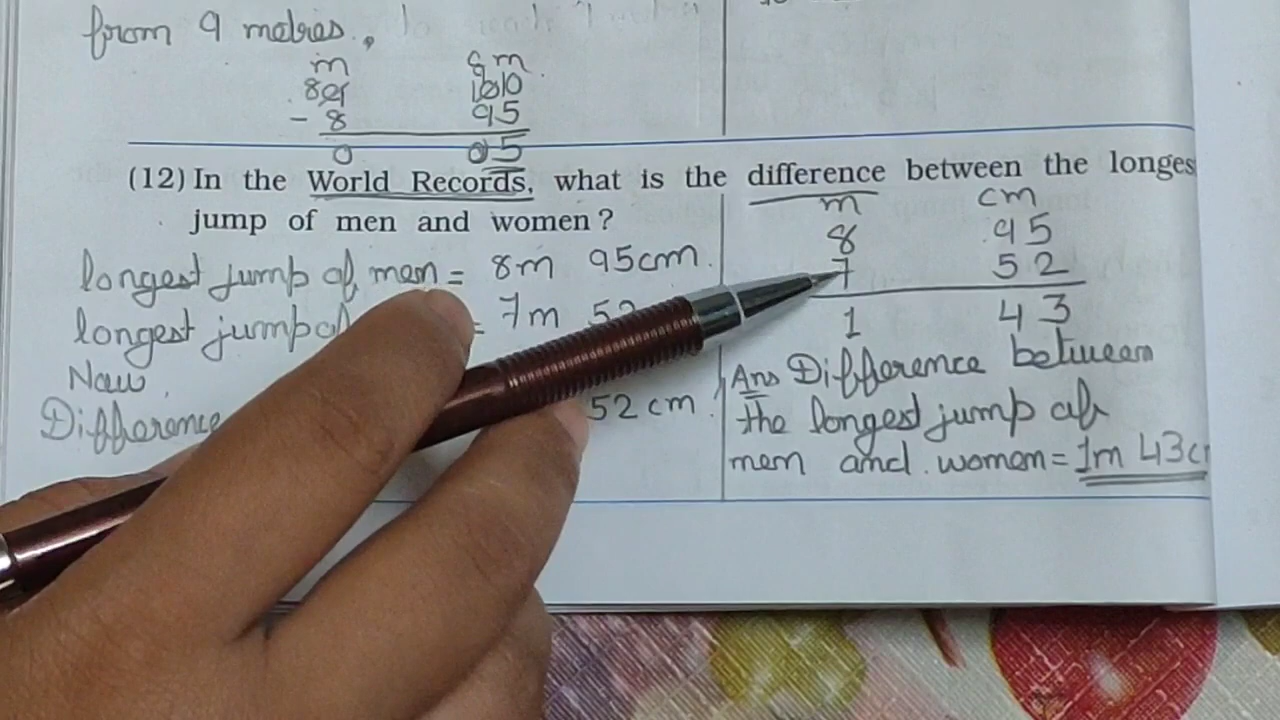 from 9 metres.
m cm
8 9 100
- 8 95
0 05
(12) In the World Records, what is the difference between the longes
jump of men and women?
longest jump of men = 8m 95cm.
longest jump of = 7m 52
Now
Difference 52cm.
m cm
8 95
7 52
1 43
Ans Difference between
the longest jump of
men and women = 1m 43c